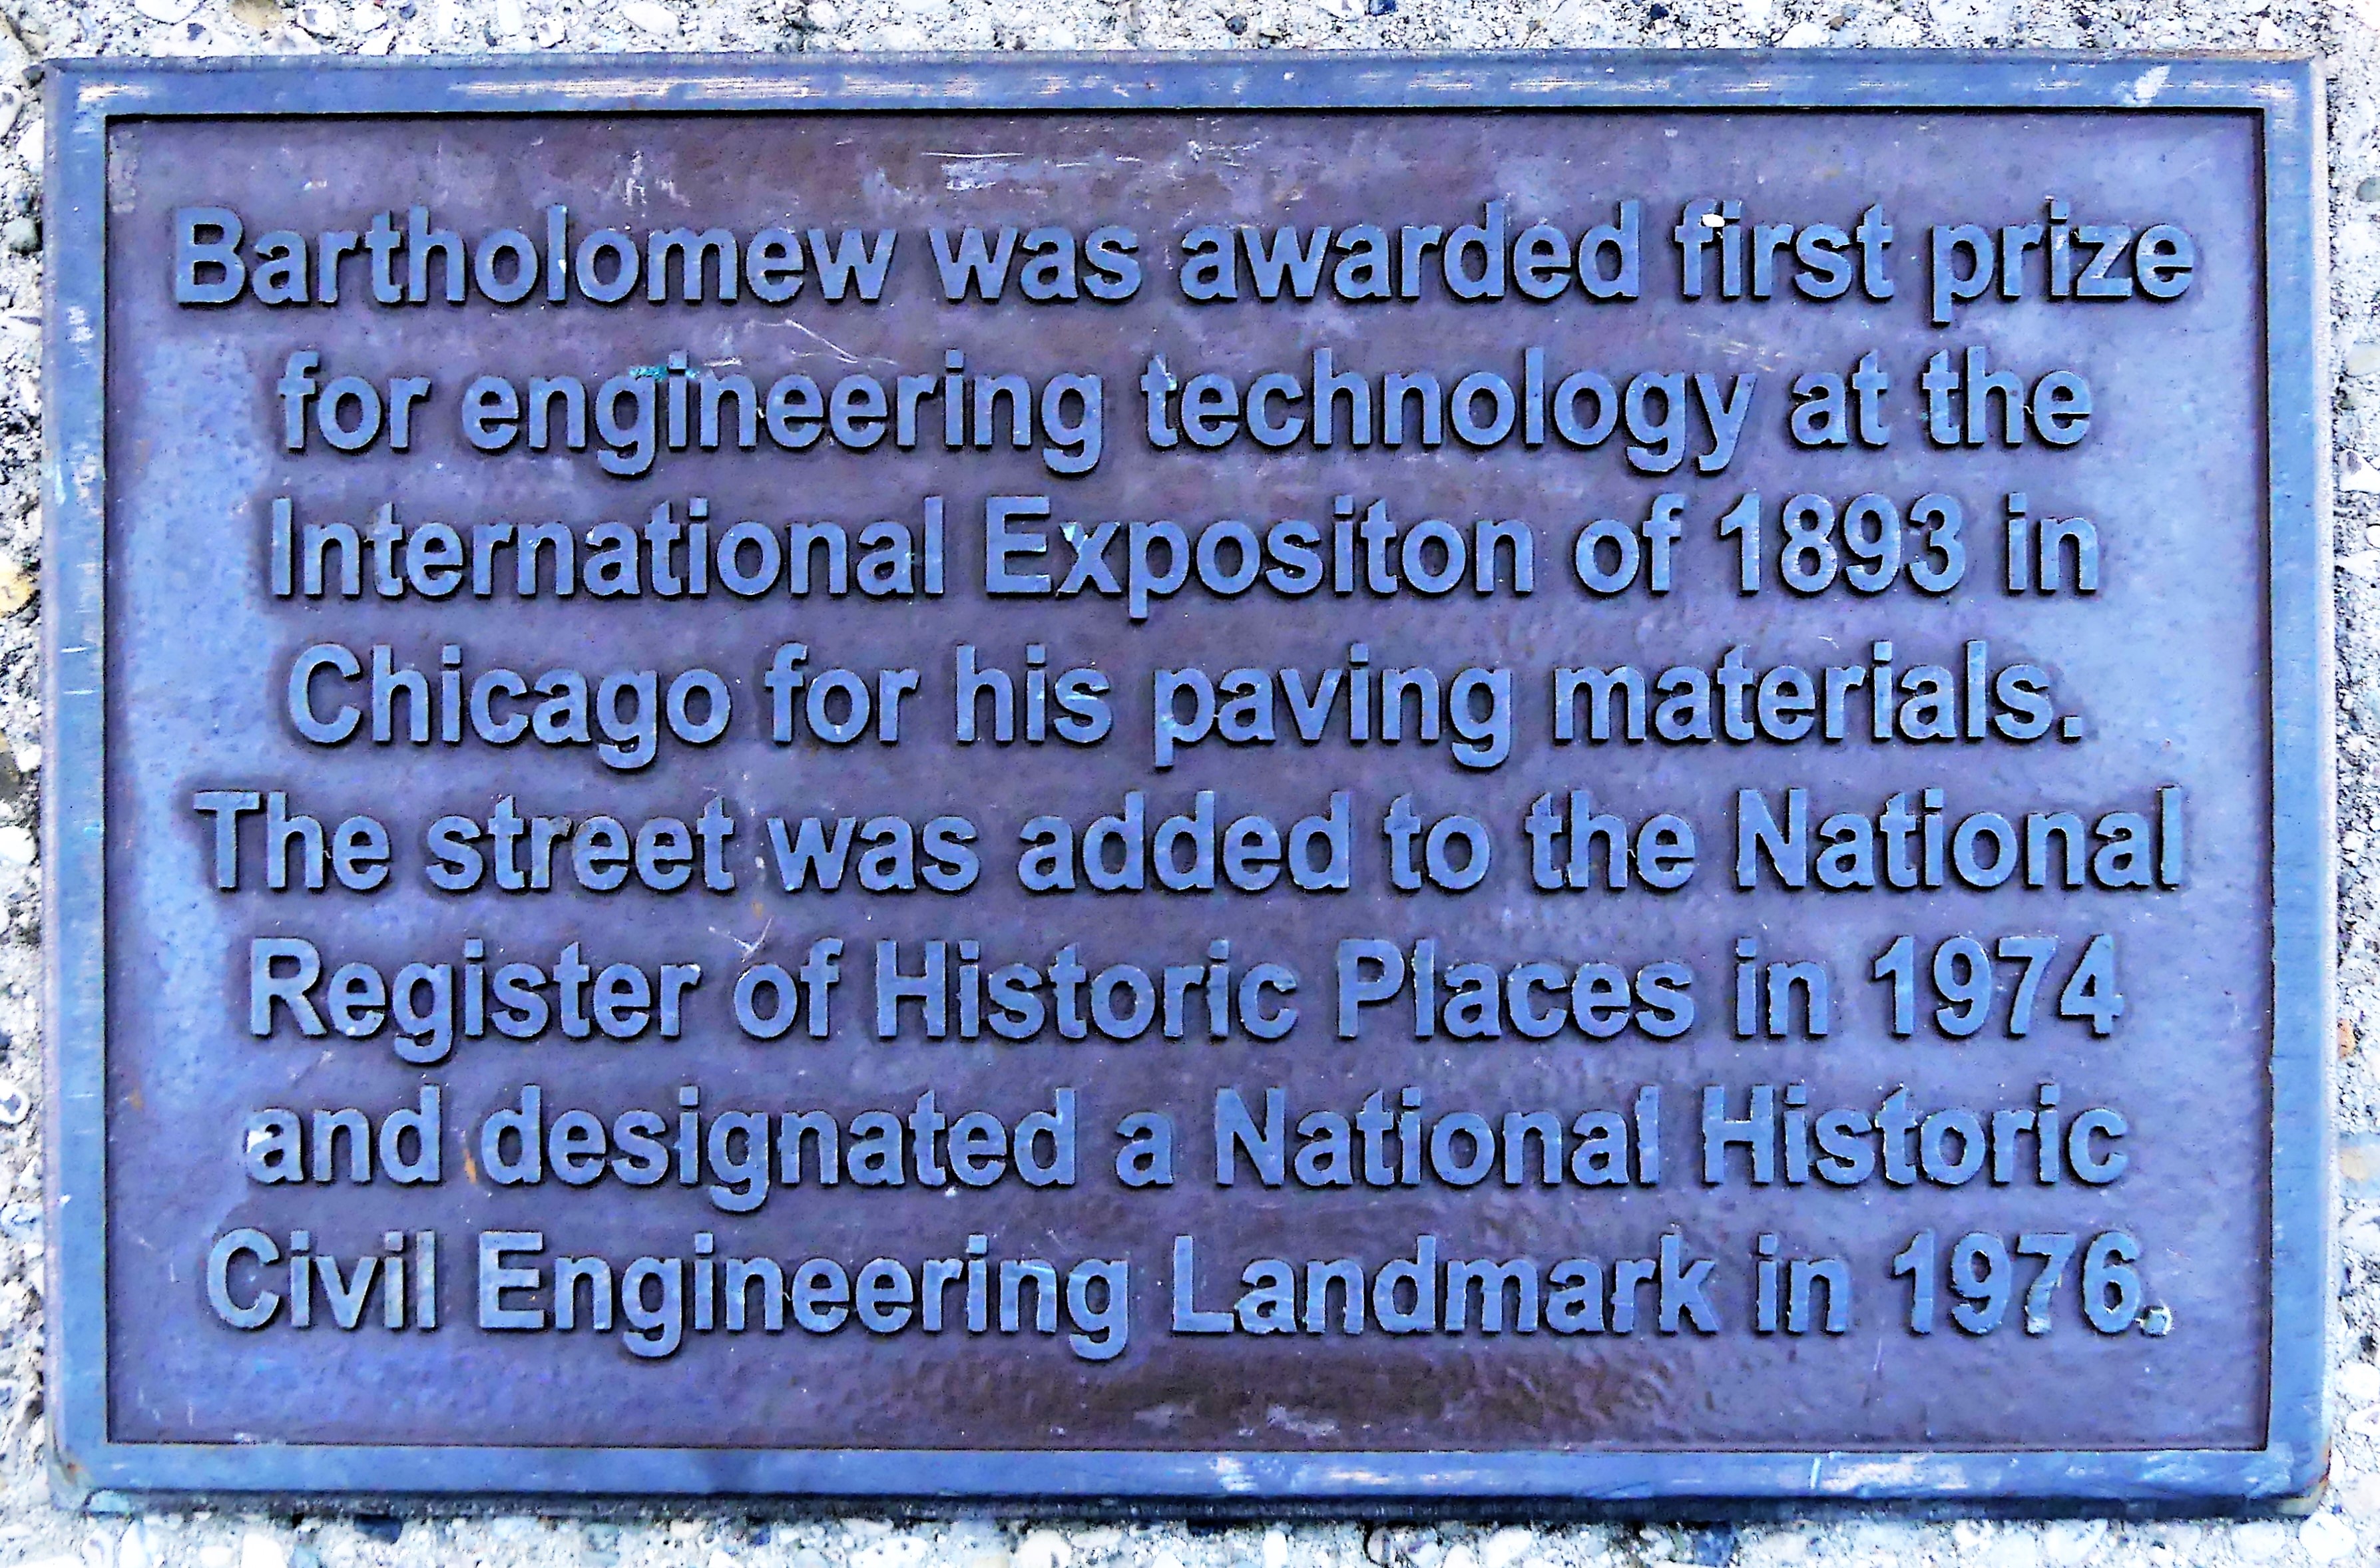 Bartholomew was awarded first prize
for engineering technology at the
International Expositon of 1893 in
Chicago for his paving materials.
The street was added to the National
Register of Historic Places in 1974
and designated a National Historic
Civil Engineering Landmark in 1976.